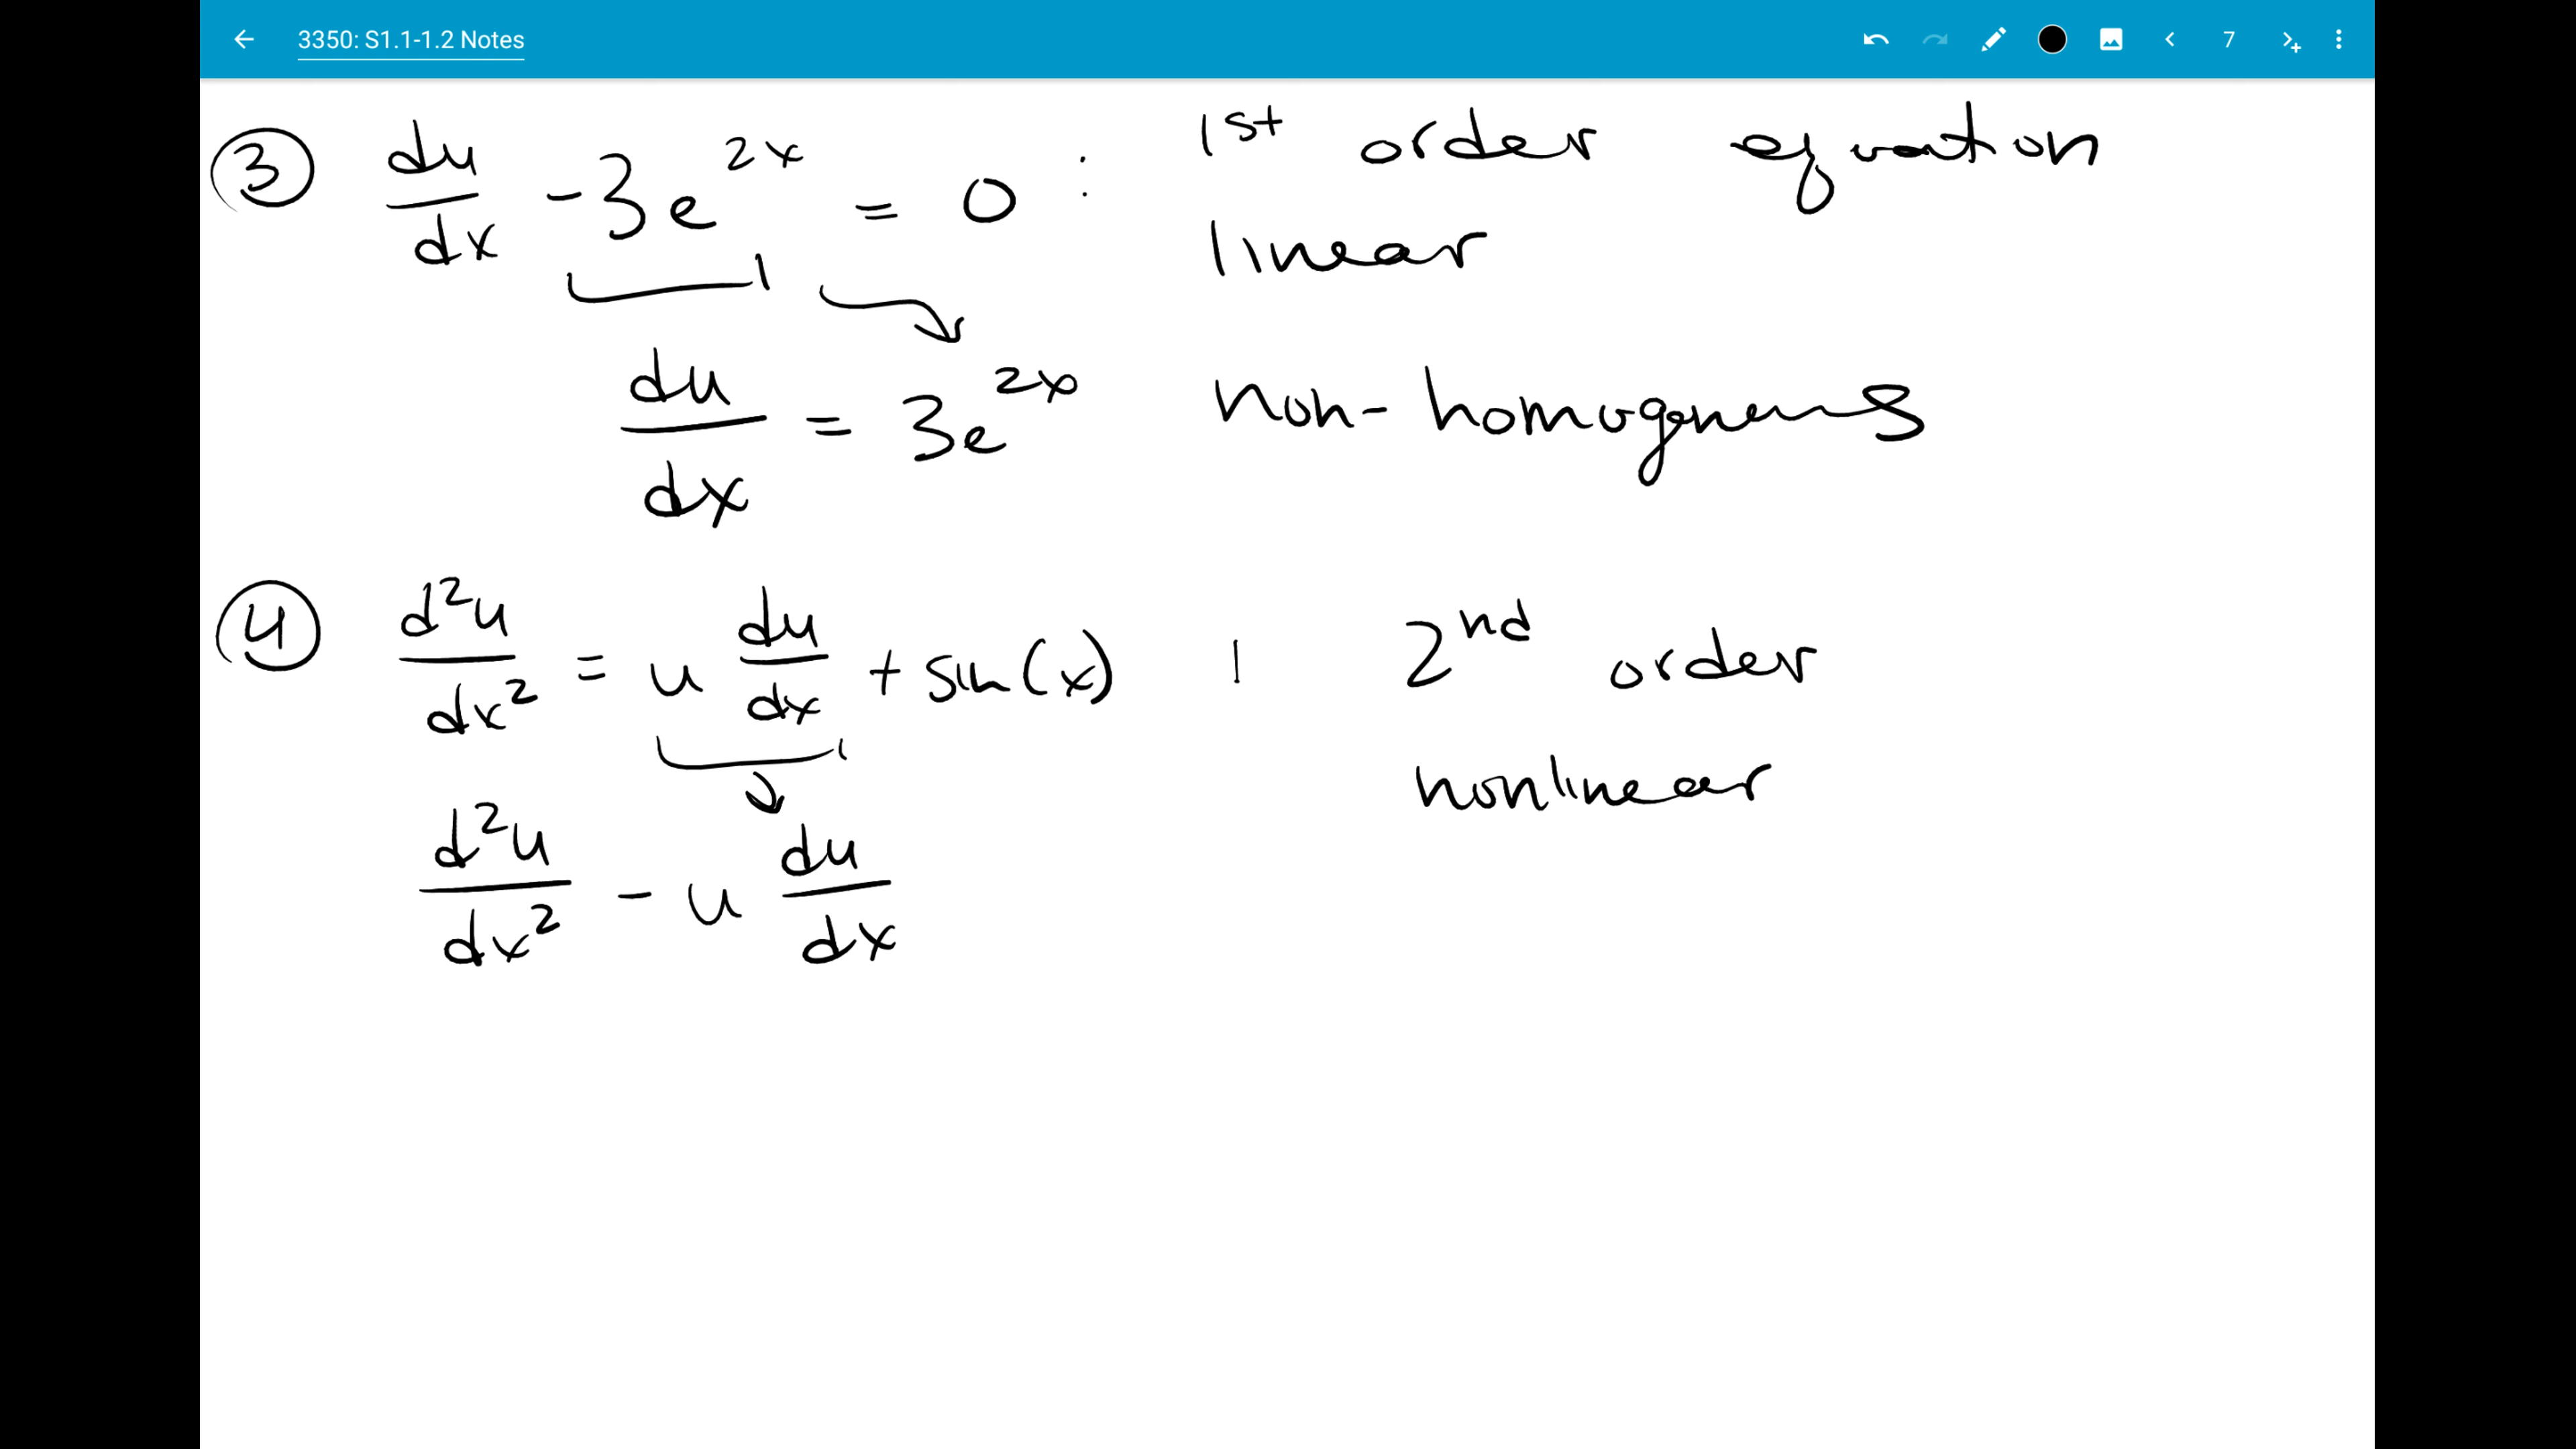 3350: S1.1-1.2 Notes 7
③ du/dx - 3e^2x = 0 : 1st order equation
linear
du/dx = 3e^2x non-homogeneous
④ d²u/dx² = u du/dx + sin(x) | 2nd order
nonlinear
d²u/dx² - u du/dx